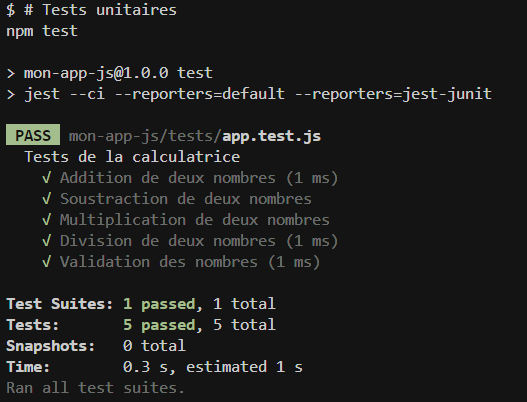 $ # Tests unitaires
npm test
> mon-app-js@1.0.0 test
> jest --ci --reporters=default --reporters=jest-junit
PASS mon-app-js/tests/app.test.js
Tests de la calculatrice
√ Addition de deux nombres (1 ms)
√ Soustraction de deux nombres
√ Multiplication de deux nombres
√ Division de deux nombres (1 ms)
√ Validation des nombres (1 ms)
Test Suites: 1 passed, 1 total
Tests: 5 passed, 5 total
Snapshots: 0 total
Time: 0.3 s, estimated 1 s
Ran all test suites.